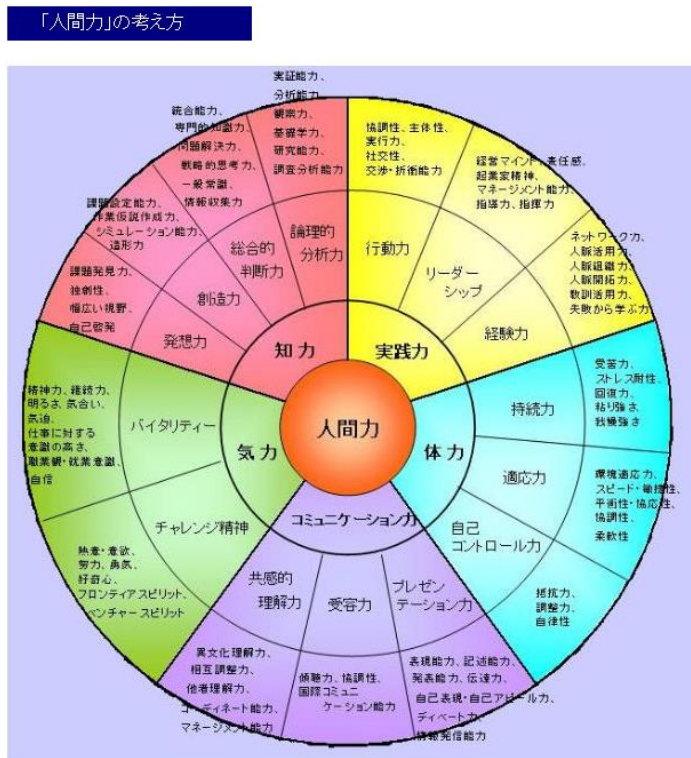 「人間力」の考え方
実証能力、
分析能力、
観察力、
基礎学力、
研究能力、
調査分析能力
統合能力、
専門的知識力、
問題解決力、
戦略的思考力、
一般常識、
情報収集力
課題設定能力、
作業仮説作成力、
シミュレーション能力、
造形力
課題発見力、
独創性、
幅広い視野、
自己啓発
論理的
分析力
総合的
判断力
創造力
発想力
知力
協調性、主体性、
実行力、
社交性、
交渉・折衝能力
経営マインド、責任感、
起業家精神、
マネージメント能力、
指導力、指揮力
ネットワーク力、
人脈活用力、
人脈組織力、
人脈開拓力、
教訓活用力、
失敗から学ぶ力
行動力
リーダー
シップ
経験力
実践力
人間力
受苦力、
ストレス耐性、
回復力、
粘り強さ、
我慢強さ
環境適応力、
スピード・敏捷性、
平衡性・協応性、
協調性、
柔軟性
抵抗力、
調整力、
自律性
持続力
適応力
自己
コントロール力
体力
コミュニケーション力
プレゼン
テーション力
受容力
共感的
理解力
表現能力、記述能力、
発表能力、伝達力、
自己表現・自己アピール力、
ディベート力、
情報発信能力
傾聴力、協調性、
国際コミュニ
ケーション能力
異文化理解力、
相互調整力、
他者理解力、
コーディネート能力、
マネージメント能力
気力
バイタリティー
チャレンジ精神
精神力、継続力、
明るさ、気合い、
気迫、
仕事に対する
意識の高さ、
職業観・就業意識、
自信
熱意・意欲、
努力、勇気、
好奇心、
フロンティアスピリット、
ベンチャースピリット